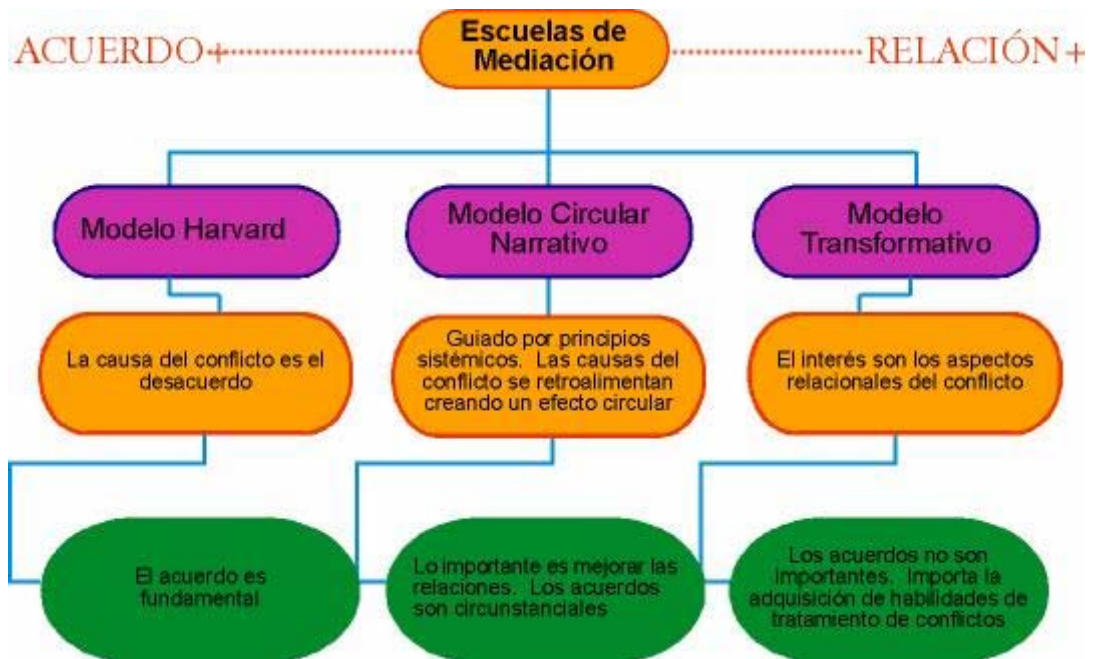 ACUERDO+
Escuelas de
Mediación
RELACIÓN+
Modelo Harvard
Modelo Circular
Narrativo
Modelo
Transformativo
La causa del conflicto es el
desacuerdo
Guiado por principios
sistémicos. Las causas del
conflicto se retroalimentan
creando un efecto circular
El interés son los aspectos
relacionales del conflicto
El acuerdo es
fundamental
Lo importante es mejorar las
relaciones. Los acuerdos
son circunstanciales
Los acuerdos no son
importantes. Importa la
adquisición de habilidades de
tratamiento de conflictos